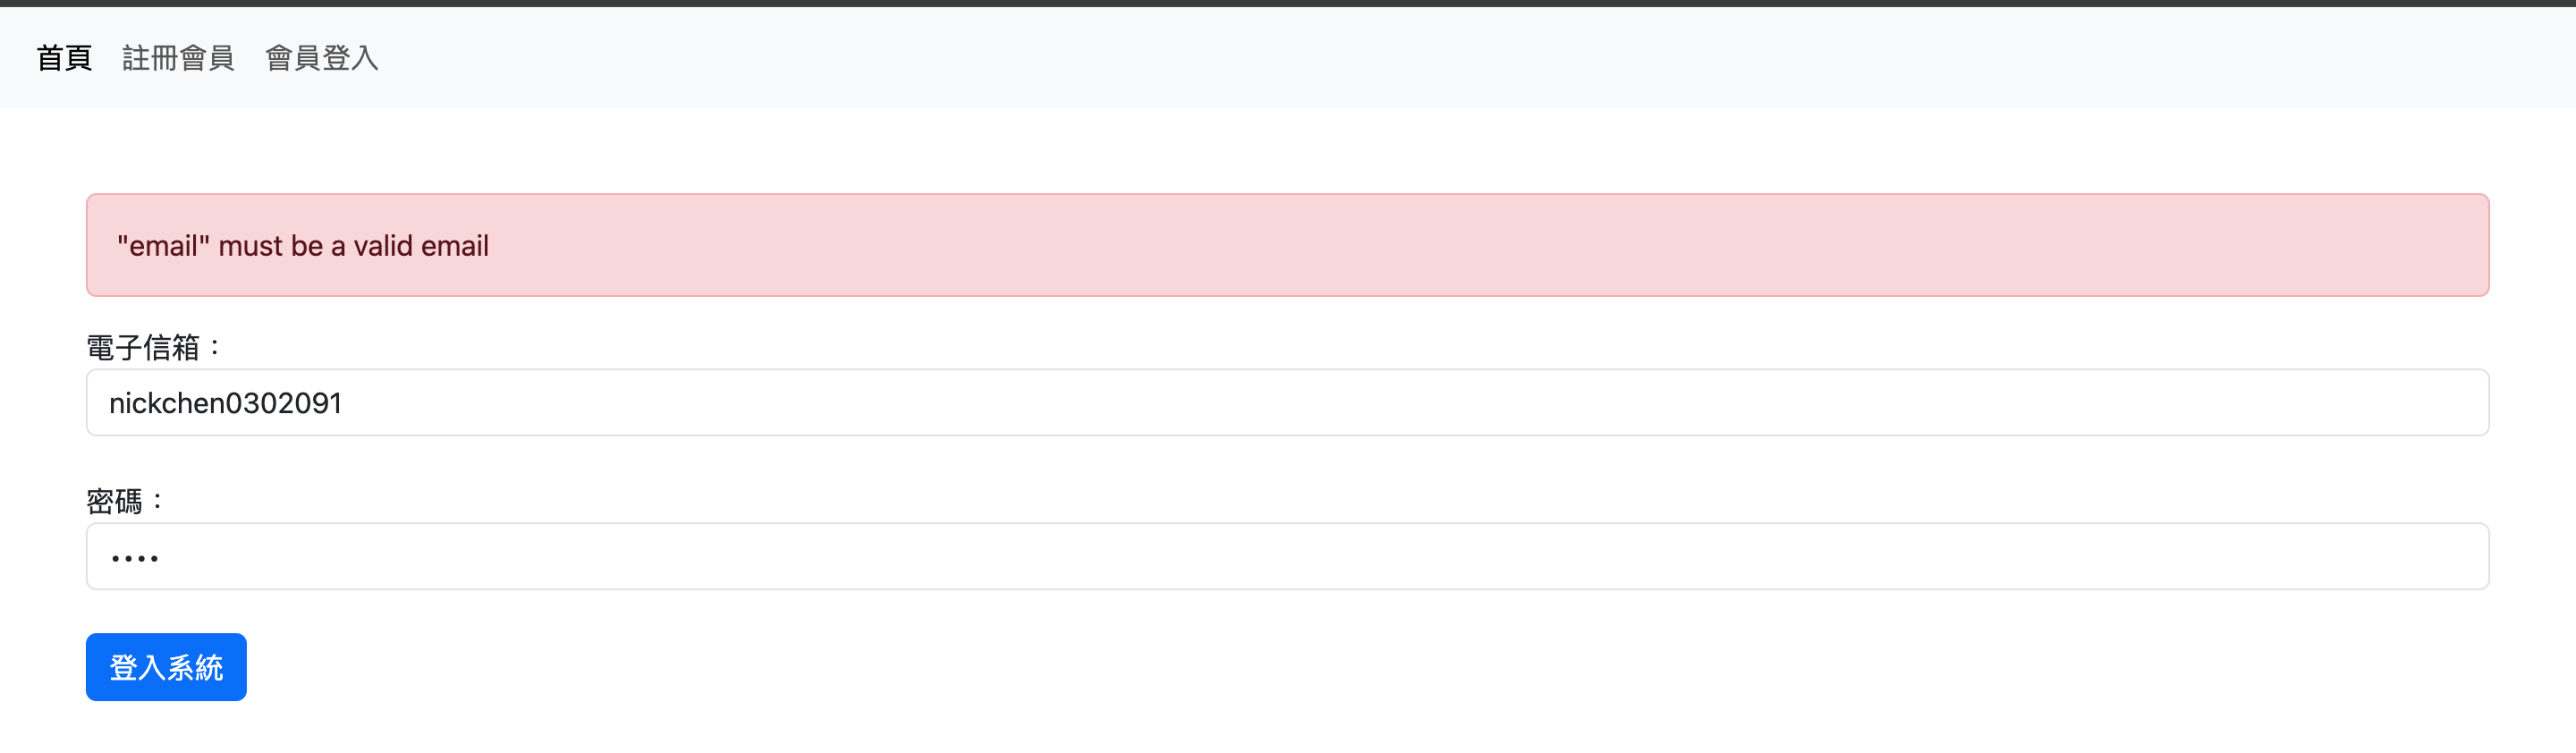 首頁 註冊會員 會員登入
"email" must be a valid email
電子信箱：
nickchen0302091
密碼：
••••
登入系統